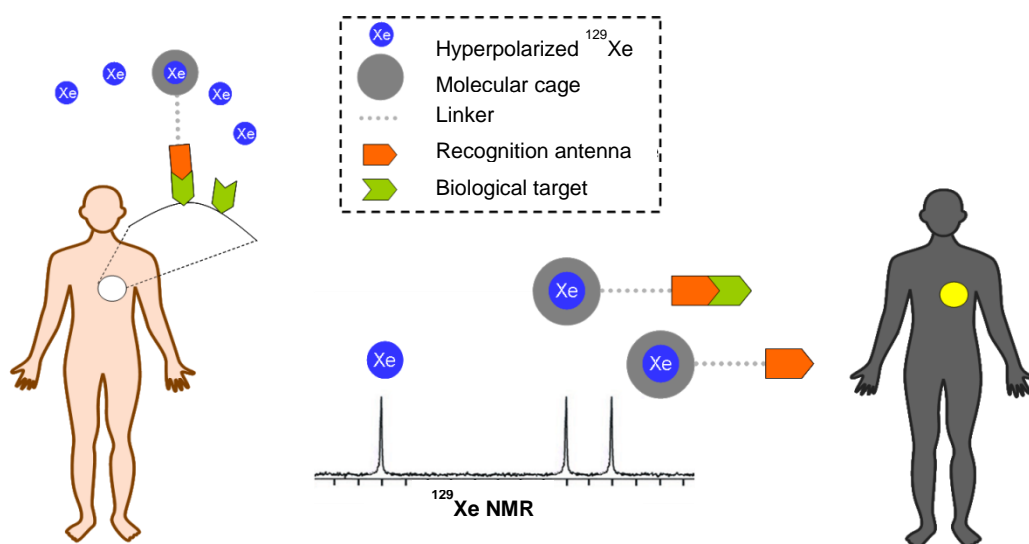 Xe
Xe
Xe
Xe
Xe
Xe Hyperpolarized ¹²⁹Xe
Molecular cage
Linker
Recognition antenna
Biological target
Xe
Xe
Xe
¹²⁹Xe NMR